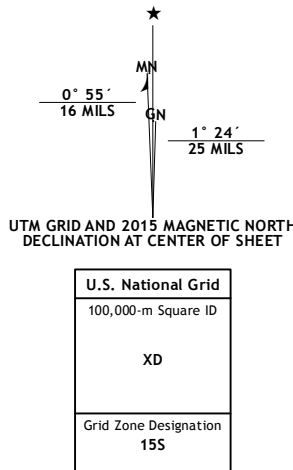 MN
0° 55´
16 MILS
GN
1° 24´
25 MILS
UTM GRID AND 2015 MAGNETIC NORTH
DECLINATION AT CENTER OF SHEET
U.S. National Grid
100,000-m Square ID
XD
Grid Zone Designation
15S